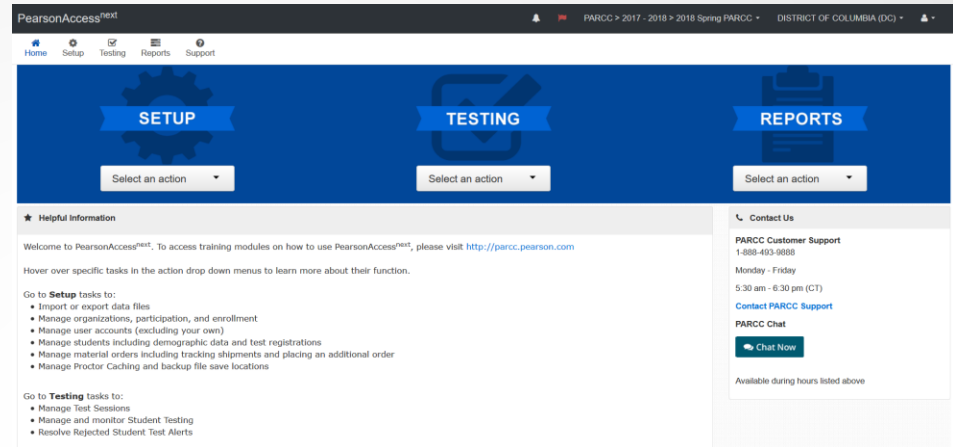 PearsonAccessnext
PARCC > 2017 - 2018 > 2018 Spring PARCC
DISTRICT OF COLUMBIA (DC)
Home
Setup
Testing
Reports
Support
SETUP
TESTING
REPORTS
Select an action
Select an action
Select an action
Helpful Information
Welcome to PearsonAccessnext. To access training modules on how to use PearsonAccessnext, please visit http://parcc.pearson.com
Hover over specific tasks in the action drop down menus to learn more about their function.
Go to Setup tasks to:
• Import or export data files
• Manage organizations, participation, and enrollment
• Manage user accounts (excluding your own)
• Manage students including demographic data and test registrations
• Manage material orders including tracking shipments and placing an additional order
• Manage Proctor Caching and backup file save locations
Go to Testing tasks to:
• Manage Test Sessions
• Manage and monitor Student Testing
• Resolve Rejected Student Test Alerts
Contact Us
PARCC Customer Support
1-888-493-9888
Monday - Friday
5:30 am - 6:30 pm (CT)
Contact PARCC Support
PARCC Chat
Chat Now
Available during hours listed above